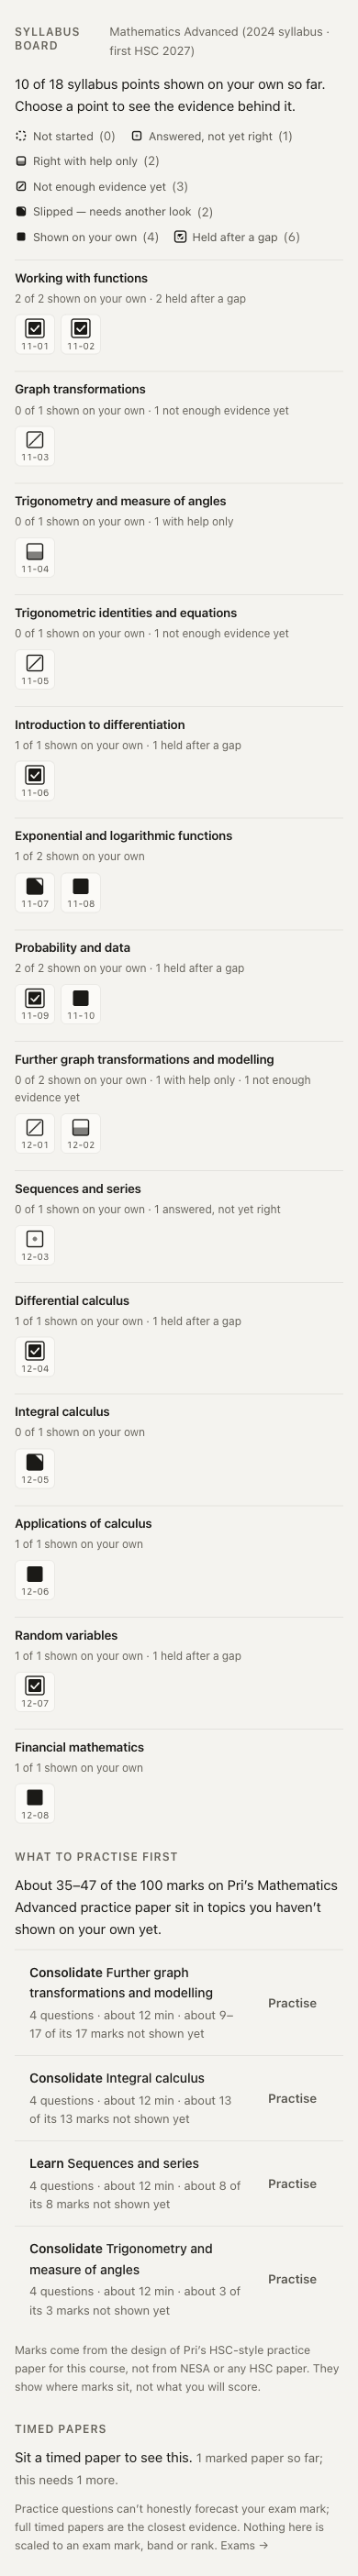 SYLLABUS BOARD
Mathematics Advanced (2024 syllabus · first HSC 2027)
10 of 18 syllabus points shown on your own so far.
Choose a point to see the evidence behind it.
Not started (0) Answered, not yet right (1)
Right with help only (2)
Not enough evidence yet (3)
Slipped — needs another look (2)
Shown on your own (4) Held after a gap (6)
Working with functions
2 of 2 shown on your own · 2 held after a gap
11-01 11-02
Graph transformations
0 of 1 shown on your own · 1 not enough evidence yet
11-03
Trigonometry and measure of angles
0 of 1 shown on your own · 1 with help only
11-04
Trigonometric identities and equations
0 of 1 shown on your own · 1 not enough evidence yet
11-05
Introduction to differentiation
1 of 1 shown on your own · 1 held after a gap
11-06
Exponential and logarithmic functions
1 of 2 shown on your own
11-07 11-08
Probability and data
2 of 2 shown on your own · 1 held after a gap
11-09 11-10
Further graph transformations and modelling
0 of 2 shown on your own · 1 with help only · 1 not enough
evidence yet
12-01 12-02
Sequences and series
0 of 1 shown on your own · 1 answered, not yet right
12-03
Differential calculus
1 of 1 shown on your own · 1 held after a gap
12-04
Integral calculus
0 of 1 shown on your own
12-05
Applications of calculus
1 of 1 shown on your own
12-06
Random variables
1 of 1 shown on your own · 1 held after a gap
12-07
Financial mathematics
1 of 1 shown on your own
12-08
WHAT TO PRACTISE FIRST
About 35–47 of the 100 marks on Pri's Mathematics
Advanced practice paper sit in topics you haven't
shown on your own yet.
Consolidate Further graph
transformations and modelling
4 questions · about 12 min · about 9–
17 of its 17 marks not shown yet
Practise
Consolidate Integral calculus
4 questions · about 12 min · about 13
of its 13 marks not shown yet
Practise
Learn Sequences and series
4 questions · about 12 min · about 8 of
its 8 marks not shown yet
Practise
Consolidate Trigonometry and
measure of angles
4 questions · about 12 min · about 3 of
its 3 marks not shown yet
Practise
Marks come from the design of Pri's HSC-style practice
paper for this course, not from NESA or any HSC paper. They
show where marks sit, not what you will score.
TIMED PAPERS
Sit a timed paper to see this. 1 marked paper so far;
this needs 1 more.
Practice questions can't honestly forecast your exam mark;
full timed papers are the closest evidence. Nothing here is
scaled to an exam mark, band or rank. Exams →